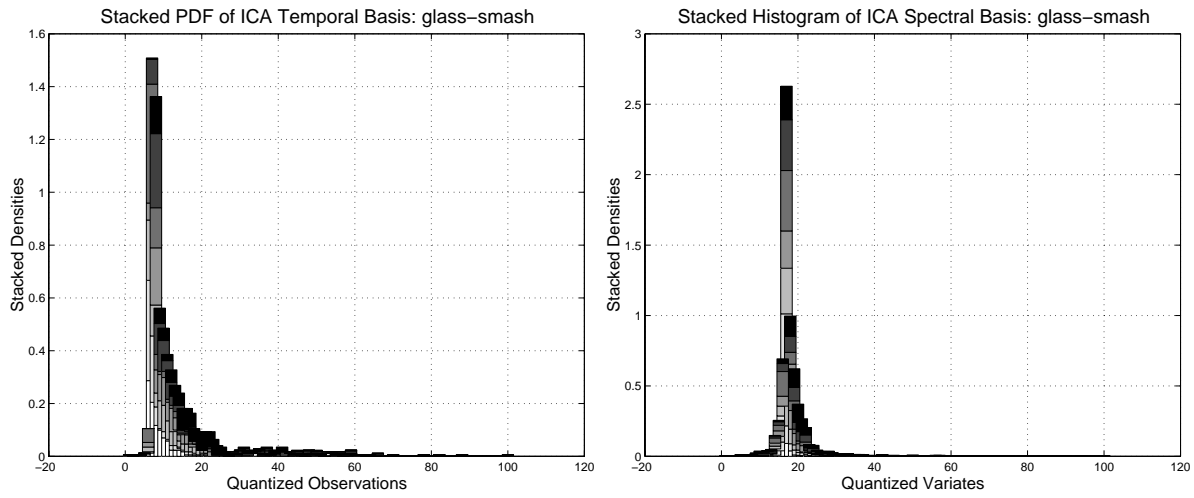 Stacked PDF of ICA Temporal Basis: glass−smash
1.6
1.4
1.2
1
0.8
0.6
0.4
0.2
0
Stacked Densities
−20 0 20 40 60 80 100 120
Quantized Observations
Stacked Histogram of ICA Spectral Basis: glass−smash
3
2.5
2
1.5
1
0.5
0
Stacked Densities
−20 0 20 40 60 80 100 120
Quantized Variates